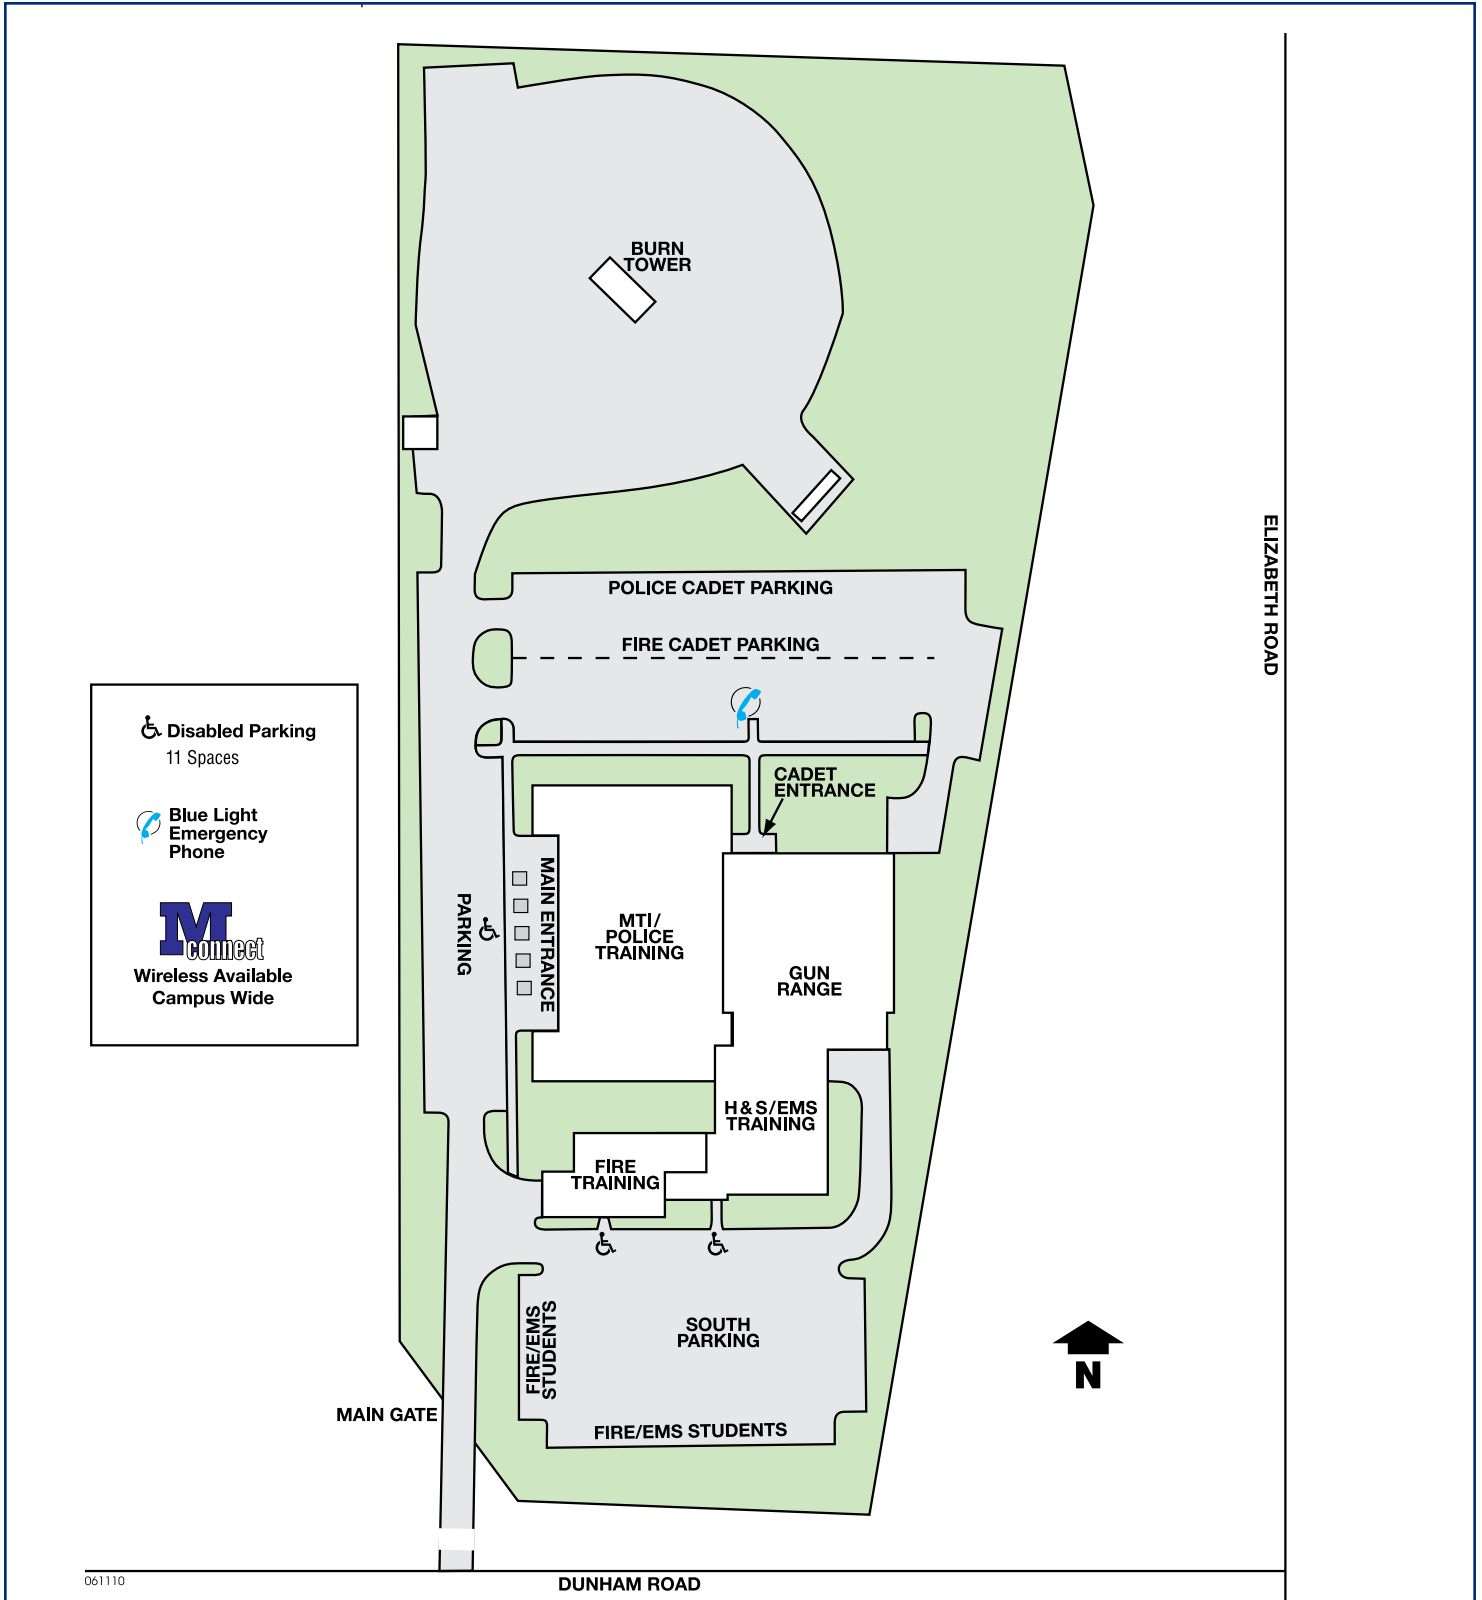 BURN
TOWER
POLICE CADET PARKING
FIRE CADET PARKING
ELIZABETH ROAD
Disabled Parking
11 Spaces
Blue Light
Emergency
Phone
M
connect
Wireless Available
Campus Wide
CADET
ENTRANCE
PARKING
MAIN ENTRANCE
MTI/
POLICE
TRAINING
GUN
RANGE
H & S/EMS
TRAINING
FIRE
TRAINING
FIRE/EMS
STUDENTS
SOUTH
PARKING
N
MAIN GATE
FIRE/EMS STUDENTS
061110
DUNHAM ROAD